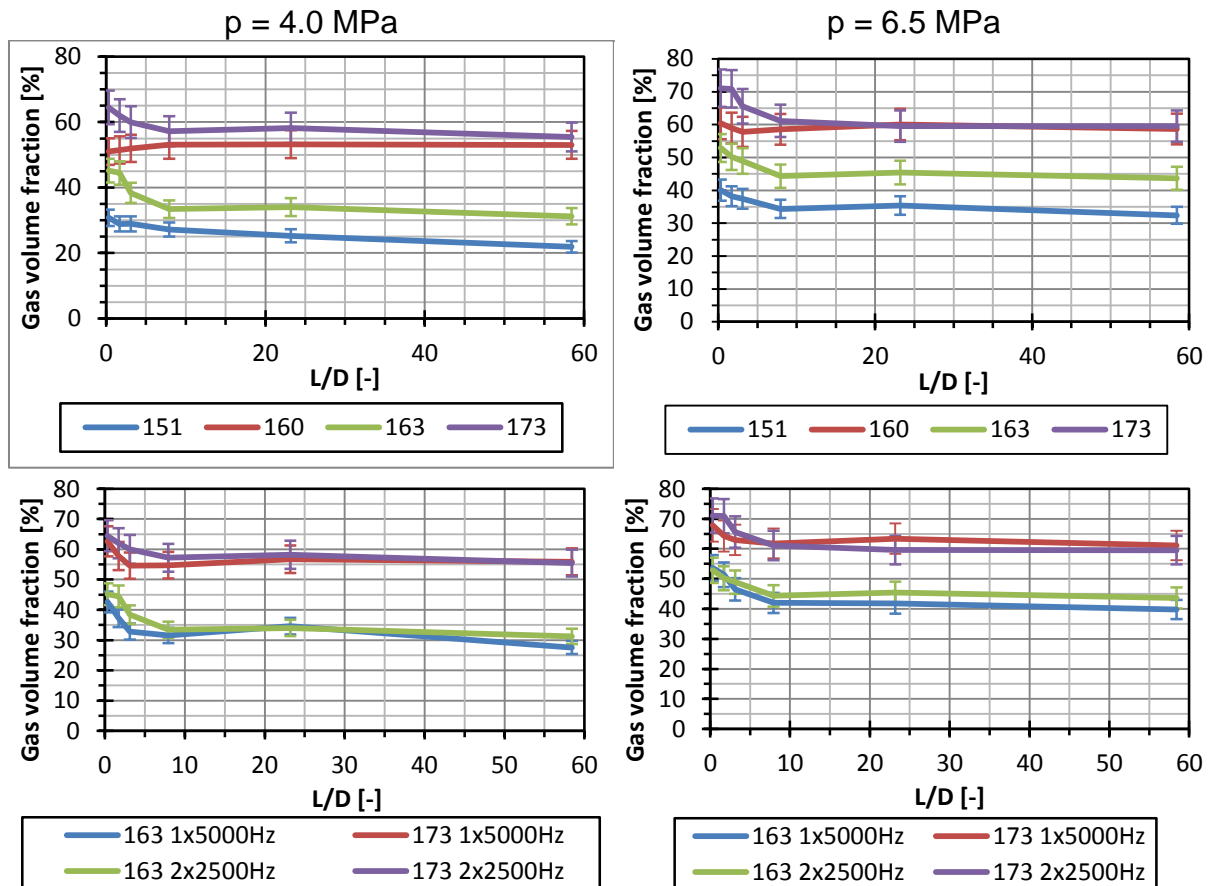 p = 4.0 MPa
p = 6.5 MPa
Gas volume fraction [%]
80
60
40
20
0
0 20 40 60
L/D [-]
151 160 163 173
Gas volume fraction [%]
80
70
60
50
40
30
20
10
0
0 20 40 60
L/D [-]
151 160 163 173
Gas volume fraction [%]
80
70
60
50
40
30
20
10
0
0 10 20 30 40 50 60
L/D [-]
163 1x5000Hz 173 1x5000Hz
163 2x2500Hz 173 2x2500Hz
Gas volume fraction [%]
80
70
60
50
40
30
20
10
0
0 10 20 30 40 50 60
L/D [-]
163 1x5000Hz 173 1x5000Hz
163 2x2500Hz 173 2x2500Hz